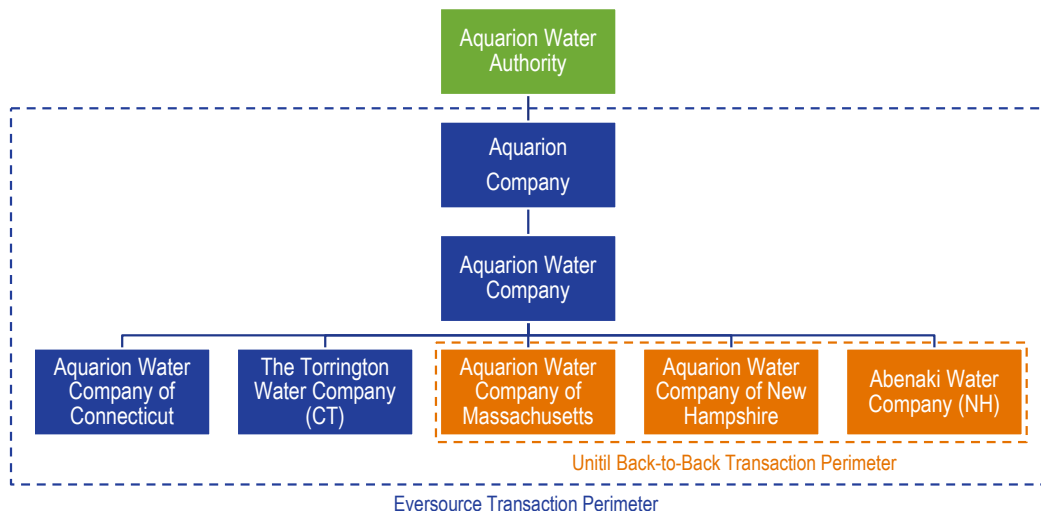 Aquarion Water
Authority
Aquarion
Company
Aquarion Water
Company
Aquarion Water
Company of
Connecticut
The Torrington
Water Company
(CT)
Aquarion Water
Company of
Massachusetts
Aquarion Water
Company of New
Hampshire
Abenaki Water
Company (NH)
Unitil Back-to-Back Transaction Perimeter
Eversource Transaction Perimeter